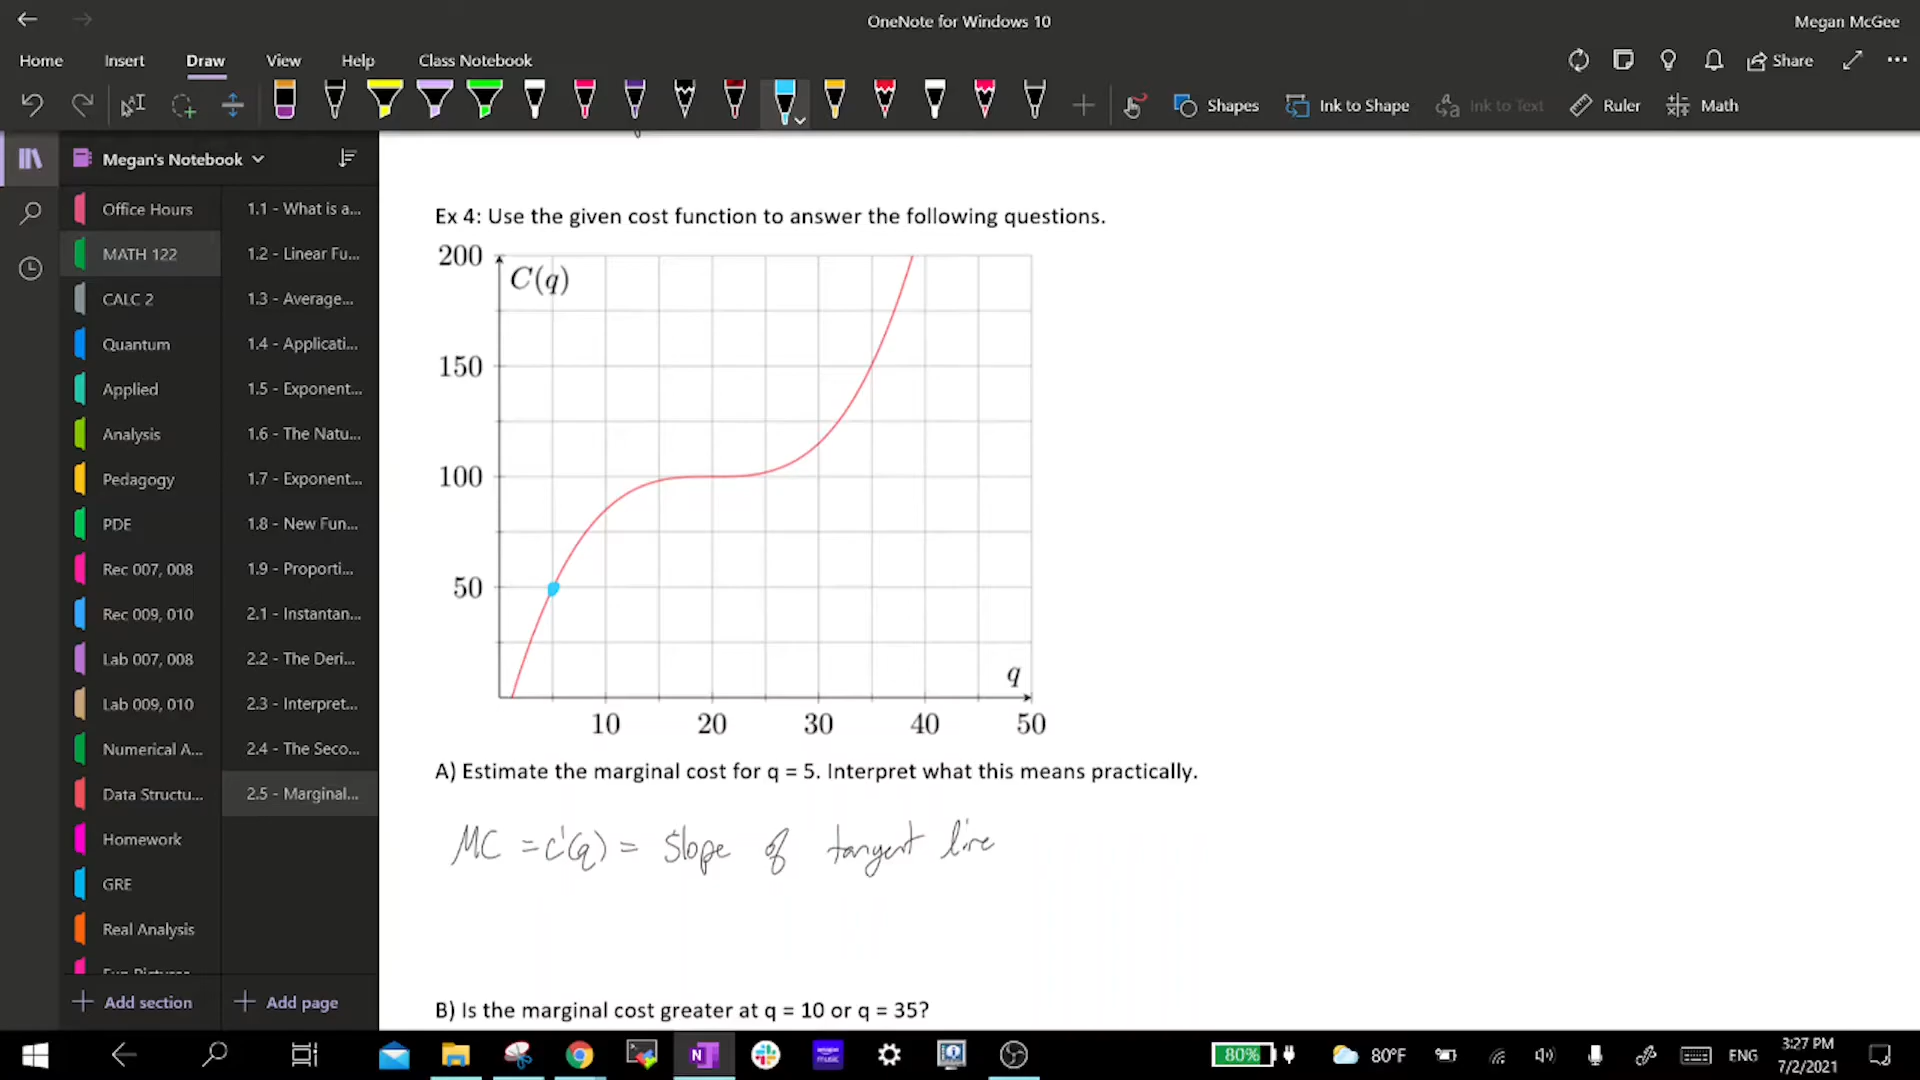 OneNote for Windows 10
Megan McGee
Home Insert Draw View Help Class Notebook
Share
Shapes Ink to Shape Ink to Text Ruler Math
Megan's Notebook
Office Hours
MATH 122
CALC 2
Quantum
Applied
Analysis
Pedagogy
PDE
Rec 007, 008
Rec 009, 010
Lab 007, 008
Lab 009, 010
Numerical A...
Data Structu...
Homework
GRE
Real Analysis
Add section
1.1 - What is a...
1.2 - Linear Fu...
1.3 - Average...
1.4 - Applicati...
1.5 - Exponent...
1.6 - The Natu...
1.7 - Exponent...
1.8 - New Fun...
1.9 - Proporti...
2.1 - Instantan...
2.2 - The Deri...
2.3 - Interpret...
2.4 - The Seco...
2.5 - Marginal...
Add page
Ex 4: Use the given cost function to answer the following questions.
200
C(q)
150
100
50
q
10 20 30 40 50
A) Estimate the marginal cost for q = 5. Interpret what this means practically.
MC = C'(q) = Slope of tangent line
B) Is the marginal cost greater at q = 10 or q = 35?
80%
80°F
ENG
3:27 PM
7/2/2021